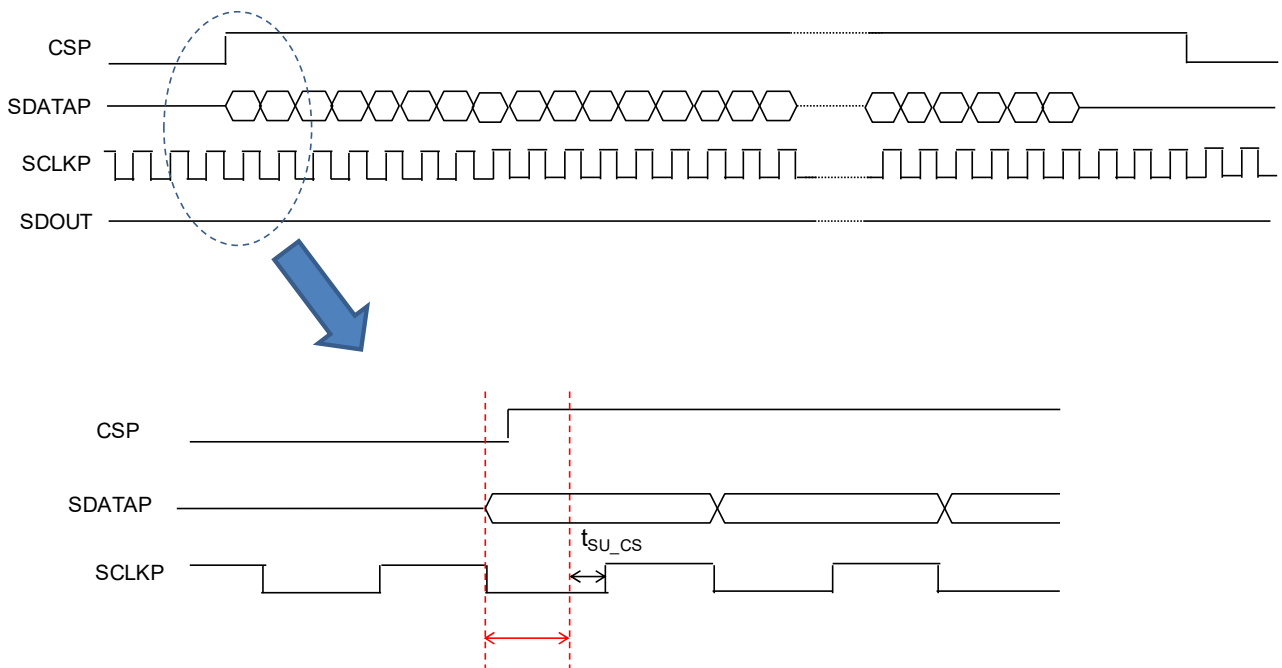 CSP
SDATAP
SCLKP
SDOUT
CSP
SDATAP
tSU_CS
SCLKP